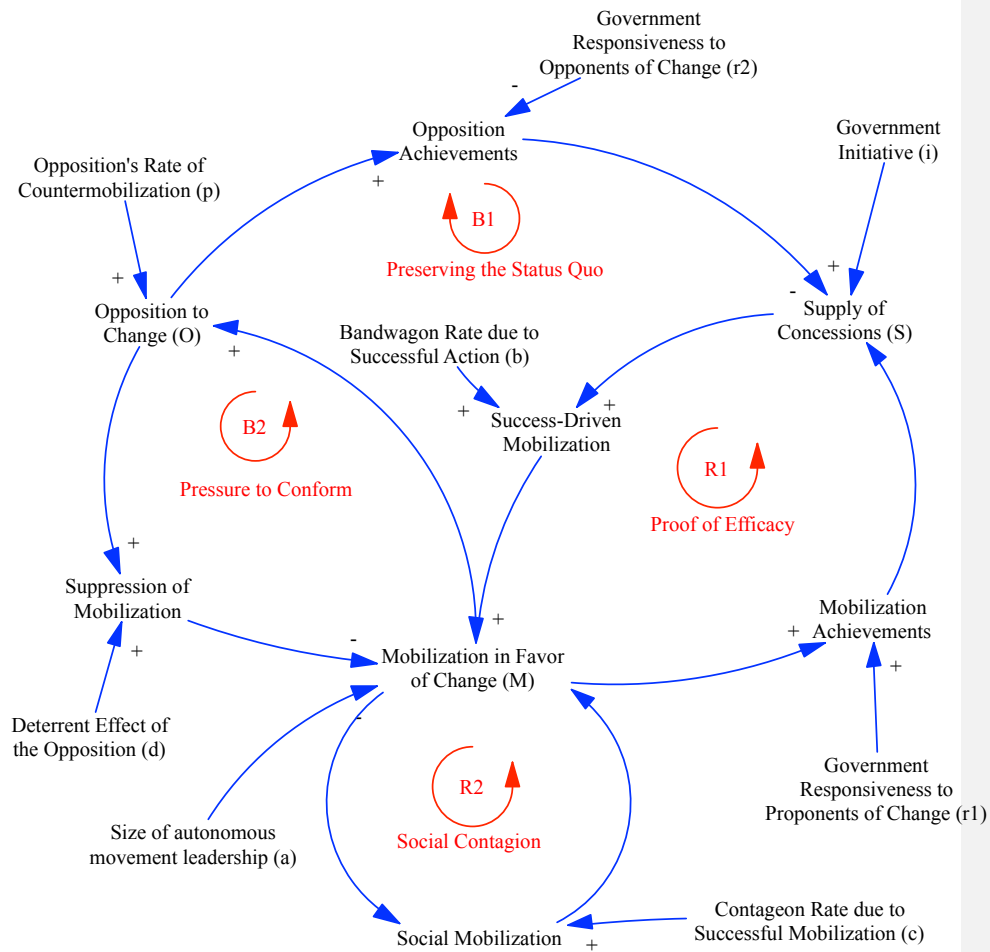 Government
Responsiveness to
Opponents of Change (r2)
-
Opposition
Achievements
+
Government
Initiative (i)
Opposition's Rate of
Countermobilization (p)
B1
Preserving the Status Quo
+
+
-
Opposition to
Change (O)
+
Supply of
Concessions (S)
Bandwagon Rate due to
Successful Action (b)
+
+
Success-Driven
Mobilization
B2
Pressure to Conform
R1
Proof of Efficacy
+
Suppression of
Mobilization
+
-
+
Mobilization in Favor
of Change (M)
-
+
Mobilization
Achievements
+
Deterrent Effect of
the Opposition (d)
R2
Social Contagion
Government
Responsiveness to
Proponents of Change (r1)
Size of autonomous
movement leadership (a)
Social Mobilization
+
Contageon Rate due to
Successful Mobilization (c)